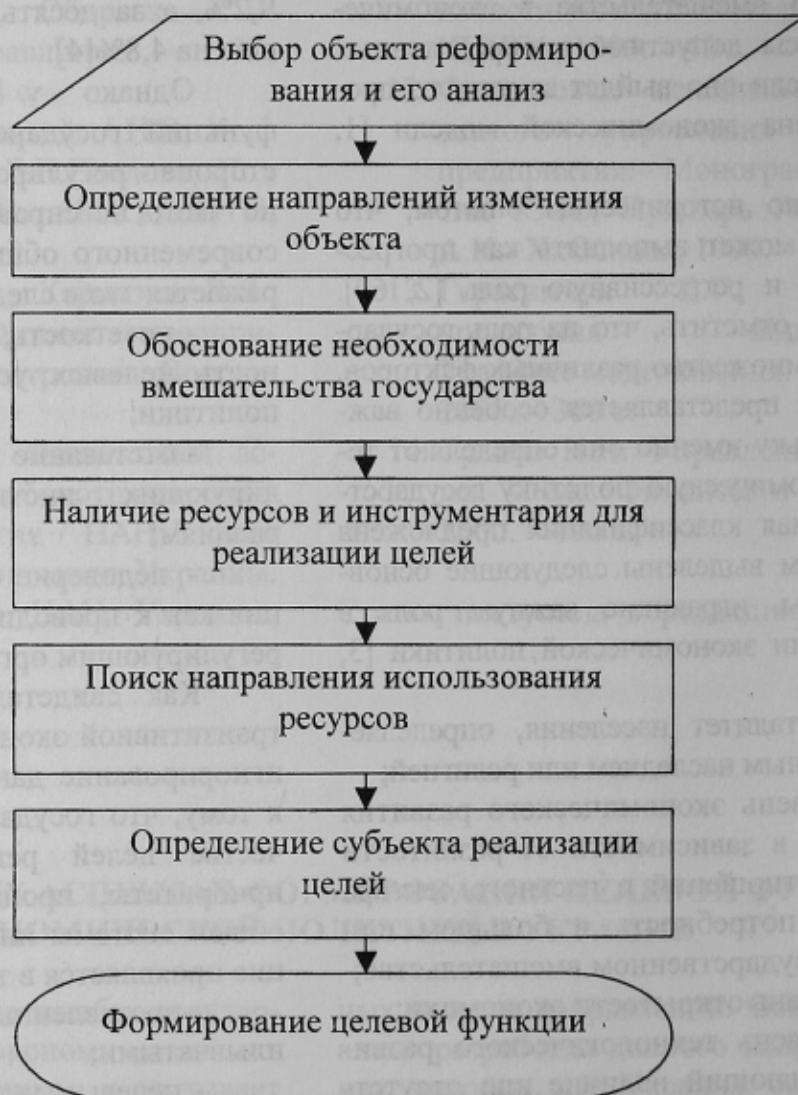 Выбор объекта реформиро-
вания и его анализ
Определение направлений изменения
объекта
Обоснование необходимости
вмешательства государства
Наличие ресурсов и инструментария для
реализации целей
Поиск направления использования
ресурсов
Определение субъекта реализации
целей
Формирование целевой функции